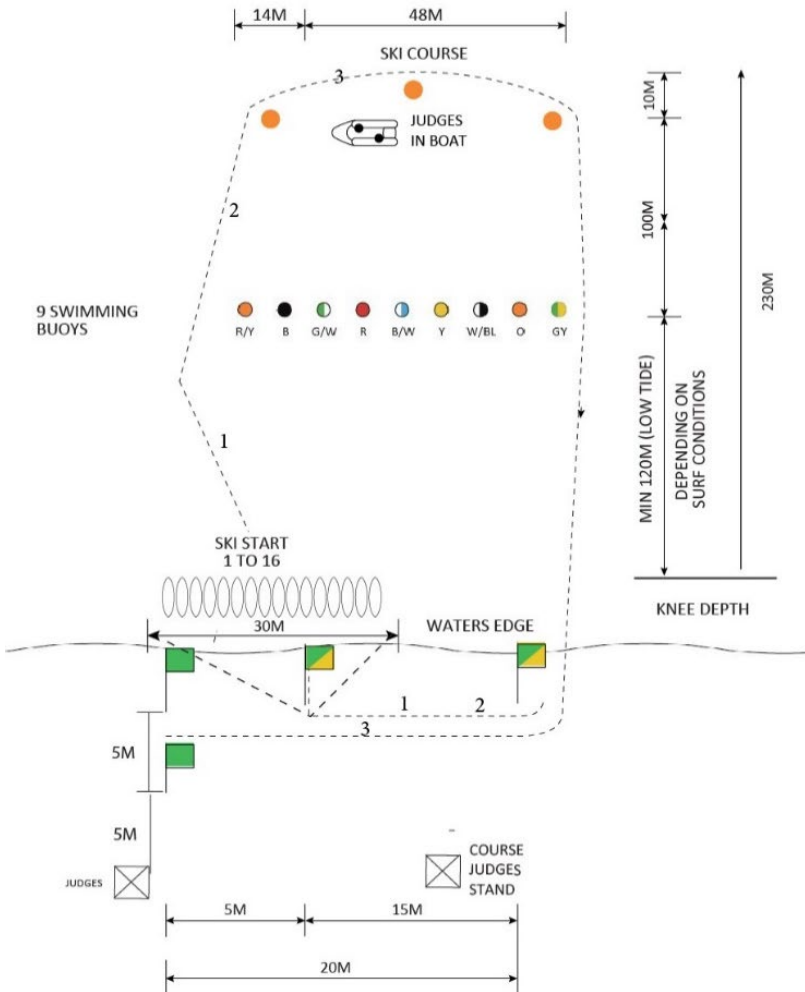 14M
48M
SKI COURSE
3
10M
JUDGES
IN BOAT
2
100M
230M
9 SWIMMING
BUOYS
R/Y B G/W R B/W Y W/BL O GY
1
MIN 120M (LOW TIDE)
DEPENDING ON
SURF CONDITIONS
SKI START
1 TO 16
KNEE DEPTH
30M
WATERS EDGE
1
2
3
5M
5M
JUDGES
COURSE
JUDGES
STAND
5M
15M
20M